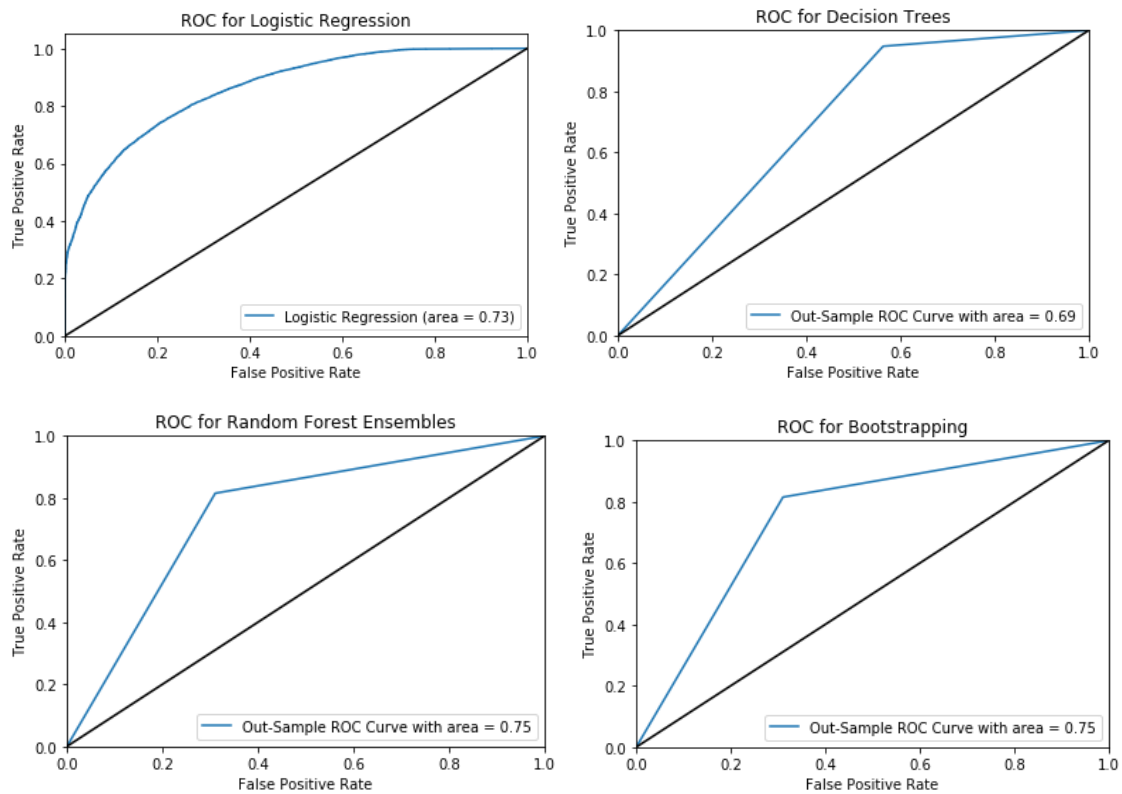 ROC for Logistic Regression
1.0
0.8
0.6
0.4
0.2
0.0
True Positive Rate
Logistic Regression (area = 0.73)
0.0 0.2 0.4 0.6 0.8 1.0
False Positive Rate
ROC for Decision Trees
1.0
0.8
0.6
0.4
0.2
0.0
True Positive Rate
Out-Sample ROC Curve with area = 0.69
0.0 0.2 0.4 0.6 0.8 1.0
False Positive Rate
ROC for Random Forest Ensembles
1.0
0.8
0.6
0.4
0.2
0.0
True Positive Rate
Out-Sample ROC Curve with area = 0.75
0.0 0.2 0.4 0.6 0.8 1.0
False Positive Rate
ROC for Bootstrapping
1.0
0.8
0.6
0.4
0.2
0.0
True Positive Rate
Out-Sample ROC Curve with area = 0.75
0.0 0.2 0.4 0.6 0.8 1.0
False Positive Rate